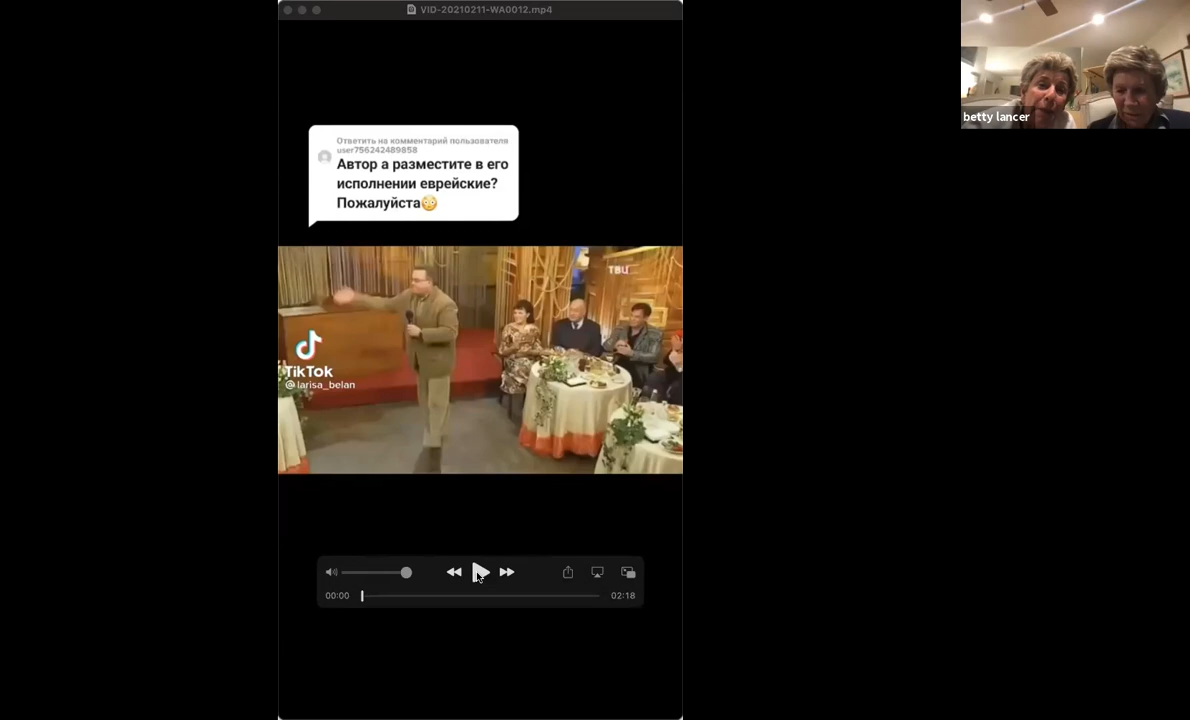 VID-20210211-WA0012.mp4
betty lancer
Ответить на комментарий пользователя
user756242489858
Автор а разместите в его
исполнении еврейские?
Пожалуйста😳
ТВЦ
TikTok
@larisa_belan
00:00
02:18